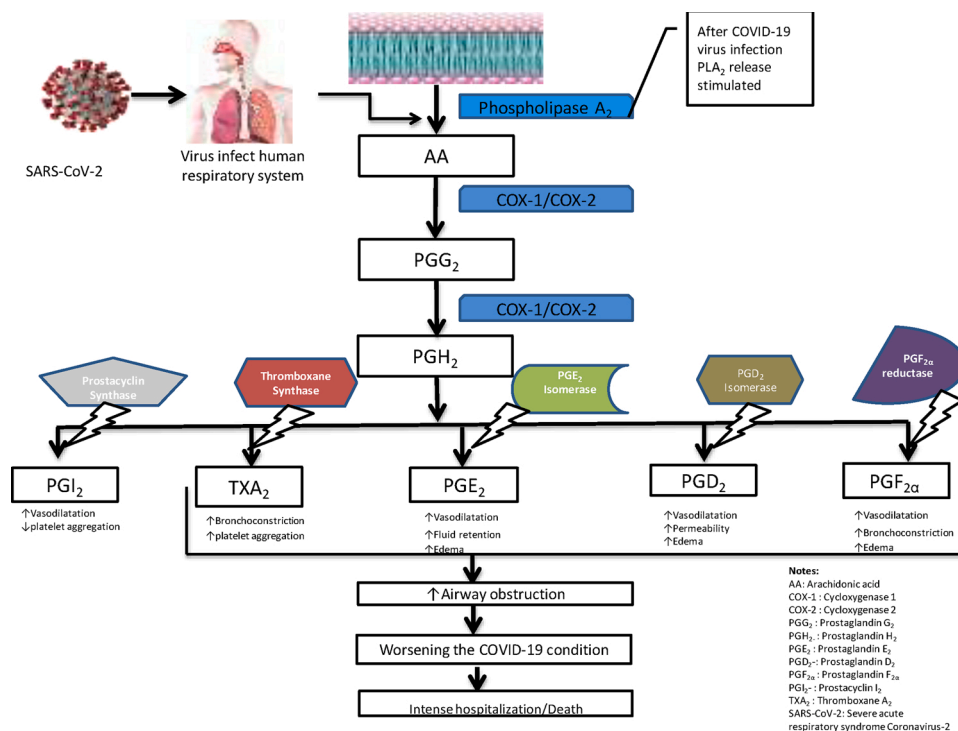 After COVID-19
virus infection
PLA₂ release
stimulated
Phospholipase A₂
SARS-CoV-2
Virus infect human
respiratory system
AA
COX-1/COX-2
PGG₂
COX-1/COX-2
PGH₂
Prostacyclin
Synthase
Thromboxane
Synthase
PGE₂
Isomerase
PGD₂
Isomerase
PGF₂α
reductase
PGI₂
↑Vasodilatation
↓platelet aggregation
TXA₂
↑Bronchoconstriction
↑platelet aggregation
PGE₂
↑Vasodilatation
↑Fluid retention
↑Edema
PGD₂
↑Vasodilatation
↑Permeability
↑Edema
PGF₂α
↑Vasodilatation
↑Bronchoconstriction
↑Edema
↑Airway obstruction
Worsening the COVID-19 condition
Intense hospitalization/Death
Notes:
AA: Arachidonic acid
COX-1 : Cycloxygenase 1
COX-2 : Cycloxygenase 2
PGG₂ : Prostaglandin G₂
PGH₂. : Prostaglandin H₂
PGE₂ : Prostaglandin E₂
PGD₂-: Prostaglandin D₂
PGF₂α : Prostaglandin F₂α
PGI₂- : Prostacyclin I₂
TXA₂ : Thromboxane A₂
SARS-CoV-2: Severe acute
respiratory syndrome Coronavirus-2